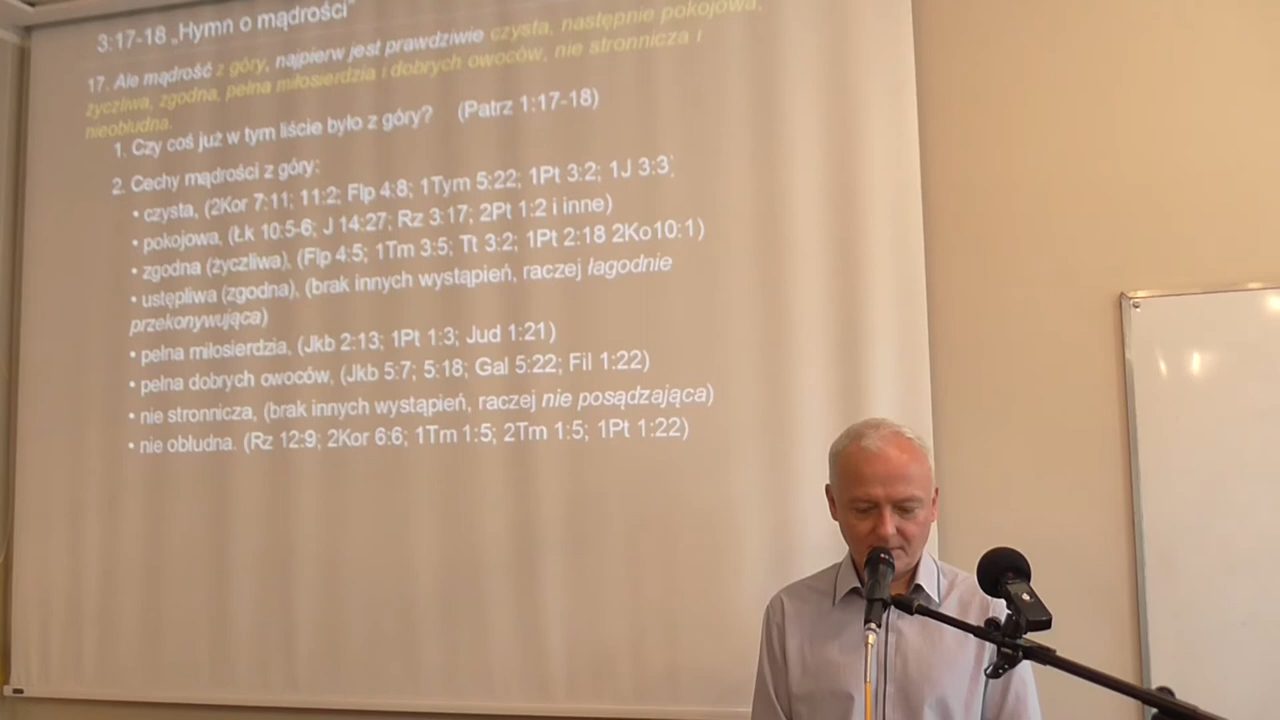 3:17-18 „Hymn o mądrości"
17. Ale mądrość z góry, najpierw jest prawdziwie czysta, następnie pokojowa,
życzliwa, zgodna, pełna miłosierdzia i dobrych owoców, nie stronnicza i
nieobłudna.
1. Czy coś już w tym liście było z góry? (Patrz 1:17-18)
2. Cechy mądrości z góry:
• czysta, (2Kor 7:11; 11:2; Flp 4:8; 1Tym 5:22; 1Pt 3:2; 1J 3:3;
• pokojowa, (Łk 10:5-6; J 14:27; Rz 3:17; 2Pt 1:2 i inne)
• zgodna (życzliwa), (Flp 4:5; 1Tm 3:5; Tt 3:2; 1Pt 2:18 2Ko10:1)
• ustępliwa (zgodna), (brak innych wystąpień, raczej łagodnie
przekonywująca)
• pełna miłosierdzia, (Jkb 2:13; 1Pt 1:3; Jud 1:21)
• pełna dobrych owoców, (Jkb 5:7; 5:18; Gal 5:22; Fil 1:22)
• nie stronnicza, (brak innych wystąpień, raczej nie posądzająca)
• nie obłudna. (Rz 12:9; 2Kor 6:6; 1Tm 1:5; 2Tm 1:5; 1Pt 1:22)